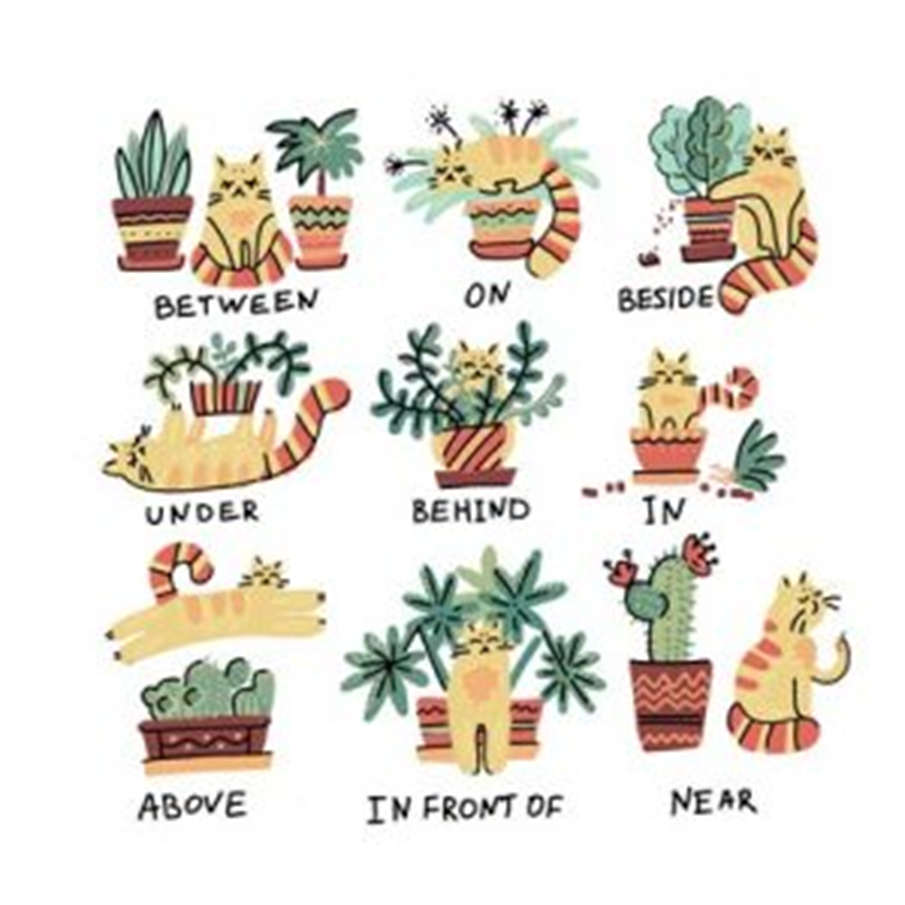 BETWEEN
ON
BESIDE
UNDER
BEHIND
IN
ABOVE
IN FRONT OF
NEAR